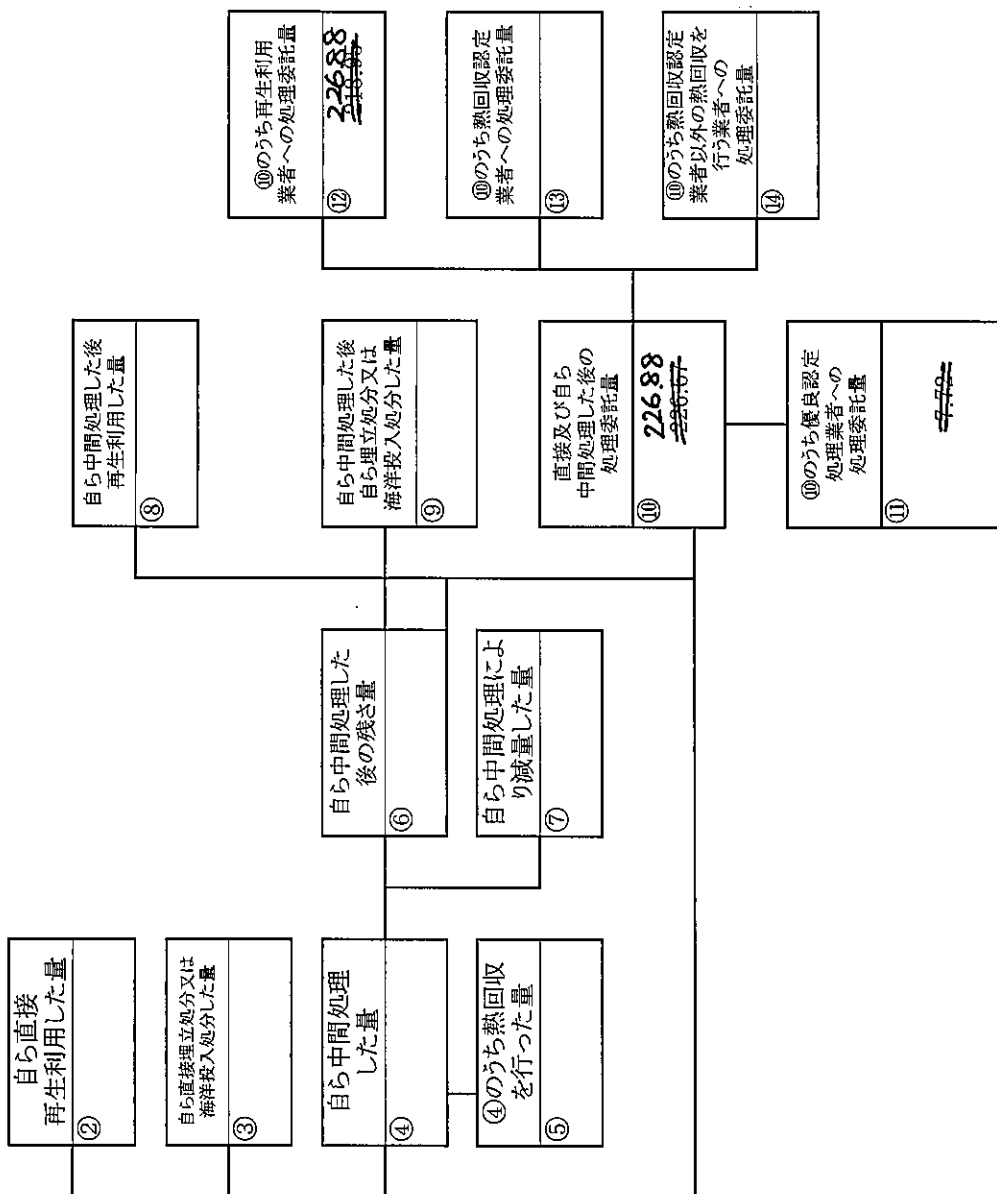 自ら直接
再生利用した量
②
自ら直接埋立処分又は
海洋投入処分した量
③
自ら中間処理
した量
④
④のうち熱回収
を行った量
⑤
自ら中間処理した
後の残さ量
⑥
自ら中間処理によ
り減量した量
⑦
自ら中間処理した後
再生利用した量
⑧
自ら中間処理した後
自ら埋立処分又は
海洋投入処分した量
⑨
直接及び自ら
中間処理した後の
処理委託量
⑩
226.88
226.67
⑩のうち優良認定
処理業者への
処理委託量
⑪
7.72
⑩のうち再生利用
業者への処理委託量
⑫
226.88
⑩のうち熱回収認定
業者への処理委託量
⑬
⑩のうち熱回収認定
業者以外の熱回収を
行う業者への
処理委託量
⑭